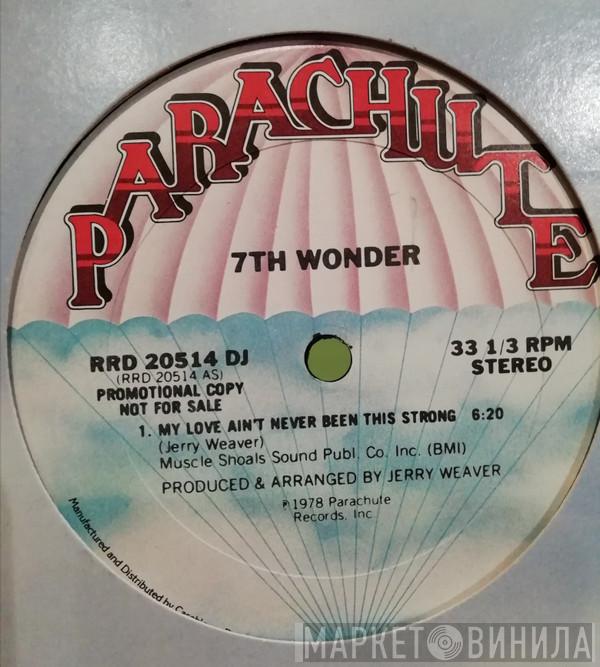 PARACHUTE
7TH WONDER
RRD 20514 DJ
(RRD 20514 AS)
PROMOTIONAL COPY
NOT FOR SALE
33 1/3 RPM
STEREO
1. MY LOVE AIN'T NEVER BEEN THIS STRONG 6:20
(Jerry Weaver)
Muscle Shoals Sound Publ. Co. Inc. (BMI)
PRODUCED & ARRANGED BY JERRY WEAVER
℗1978 Parachute
Records, Inc
Manufactured and Distributed by
МАРКЕТ ВИНИЛА